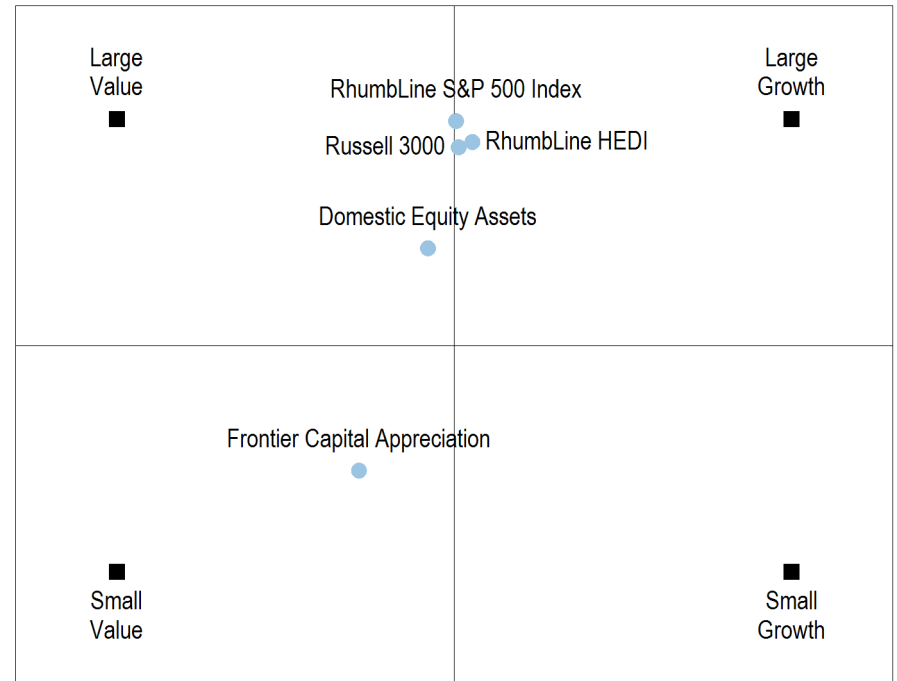 Large
Value
Large
Growth
RhumbLine S&P 500 Index
Russell 3000
RhumbLine HEDI
Domestic Equity Assets
Frontier Capital Appreciation
Small
Value
Small
Growth